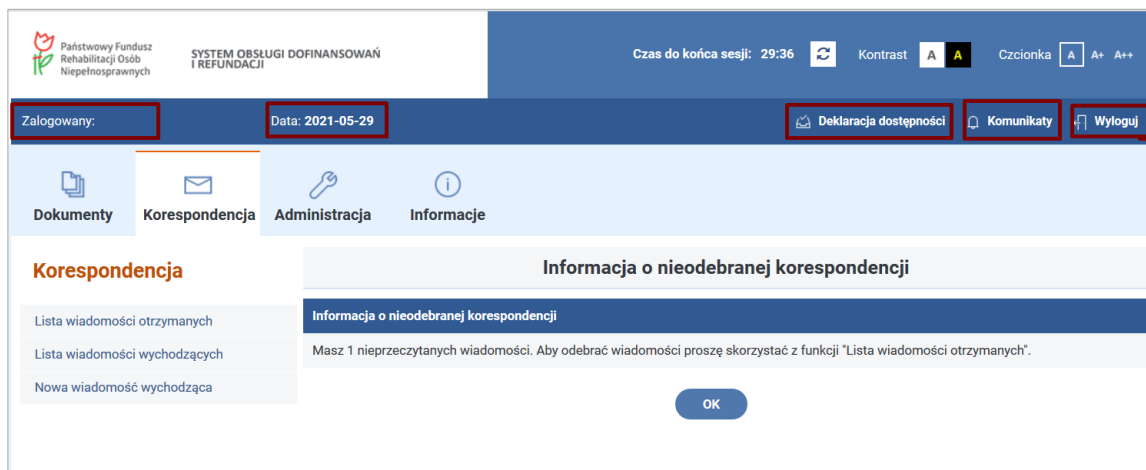 Państwowy Fundusz
Rehabilitacji Osób
Niepełnosprawnych
SYSTEM OBSŁUGI DOFINANSOWAŃ
I REFUNDACJI
Czas do końca sesji: 29:36
Kontrast A A
Czcionka A A+ A++
Zalogowany:
Data: 2021-05-29
Deklaracja dostępności
Komunikaty
Wyloguj
Dokumenty
Korespondencja
Administracja
Informacje
Korespondencja
Lista wiadomości otrzymanych
Lista wiadomości wychodzących
Nowa wiadomość wychodząca
Informacja o nieodebranej korespondencji
Informacja o nieodebranej korespondencji
Masz 1 nieprzeczytanych wiadomości. Aby odebrać wiadomości proszę skorzystać z funkcji "Lista wiadomości otrzymanych".
OK